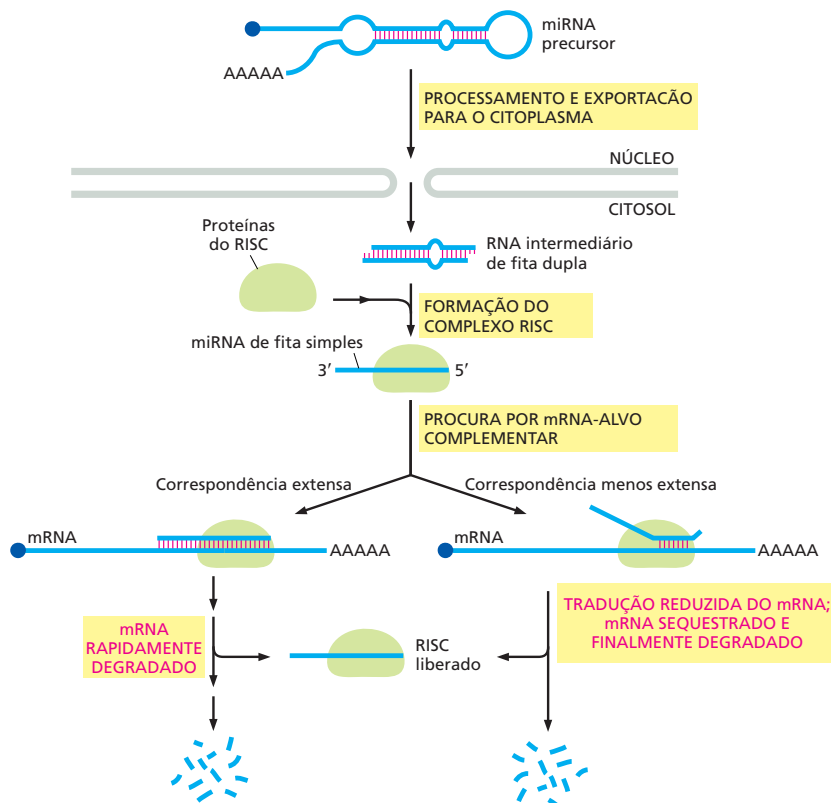 miRNA
precursor
AAAAA
PROCESSAMENTO E EXPORTACÃO
PARA O CITOPLASMA
NÚCLEO
CITOSOL
Proteínas
do RISC
RNA intermediário
de fita dupla
FORMAÇÃO DO
COMPLEXO RISC
miRNA de fita simples
3′
5′
PROCURA POR mRNA-ALVO
COMPLEMENTAR
Correspondência extensa
Correspondência menos extensa
mRNA
AAAAA
mRNA
AAAAA
mRNA
RAPIDAMENTE
DEGRADADO
RISC
liberado
TRADUÇÃO REDUZIDA DO mRNA;
mRNA SEQUESTRADO E
FINALMENTE DEGRADADO